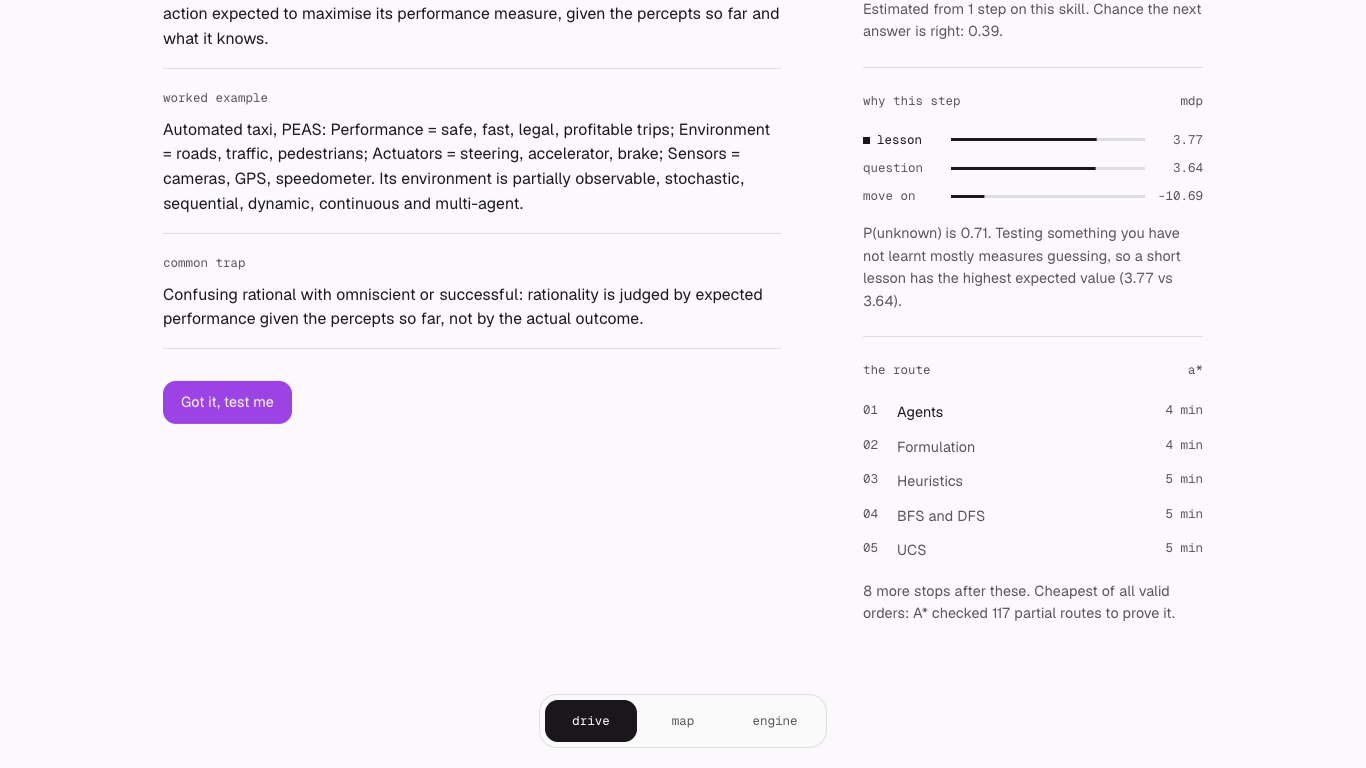 action expected to maximise its performance measure, given the percepts so far and
what it knows.
worked example
Automated taxi, PEAS: Performance = safe, fast, legal, profitable trips; Environment
= roads, traffic, pedestrians; Actuators = steering, accelerator, brake; Sensors =
cameras, GPS, speedometer. Its environment is partially observable, stochastic,
sequential, dynamic, continuous and multi-agent.
common trap
Confusing rational with omniscient or successful: rationality is judged by expected
performance given the percepts so far, not by the actual outcome.
Got it, test me
Estimated from 1 step on this skill. Chance the next
answer is right: 0.39.
why this step mdp
lesson 3.77
question 3.64
move on -10.69
P(unknown) is 0.71. Testing something you have
not learnt mostly measures guessing, so a short
lesson has the highest expected value (3.77 vs
3.64).
the route a*
01 Agents 4 min
02 Formulation 4 min
03 Heuristics 5 min
04 BFS and DFS 5 min
05 UCS 5 min
8 more stops after these. Cheapest of all valid
orders: A* checked 117 partial routes to prove it.
drive map engine